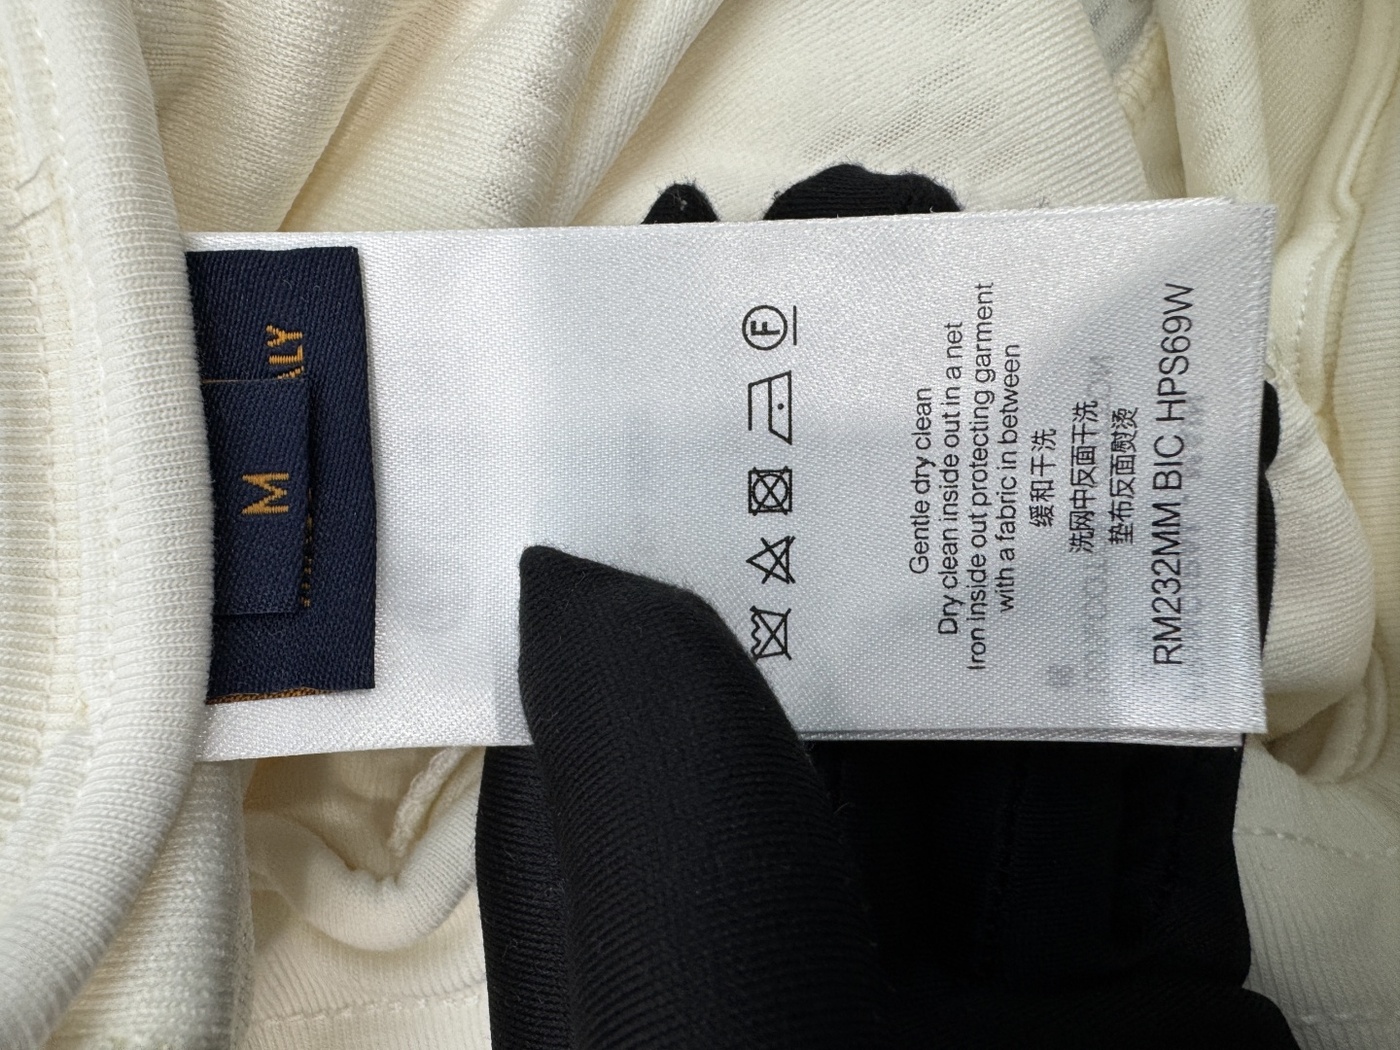 M
ALY
Gentle dry clean
Dry clean inside out in a net
Iron inside out protecting garment
with a fabric in between
缓和干洗
洗网中反面干洗
垫布反面熨烫
RM232MM BIC HPS69W
F